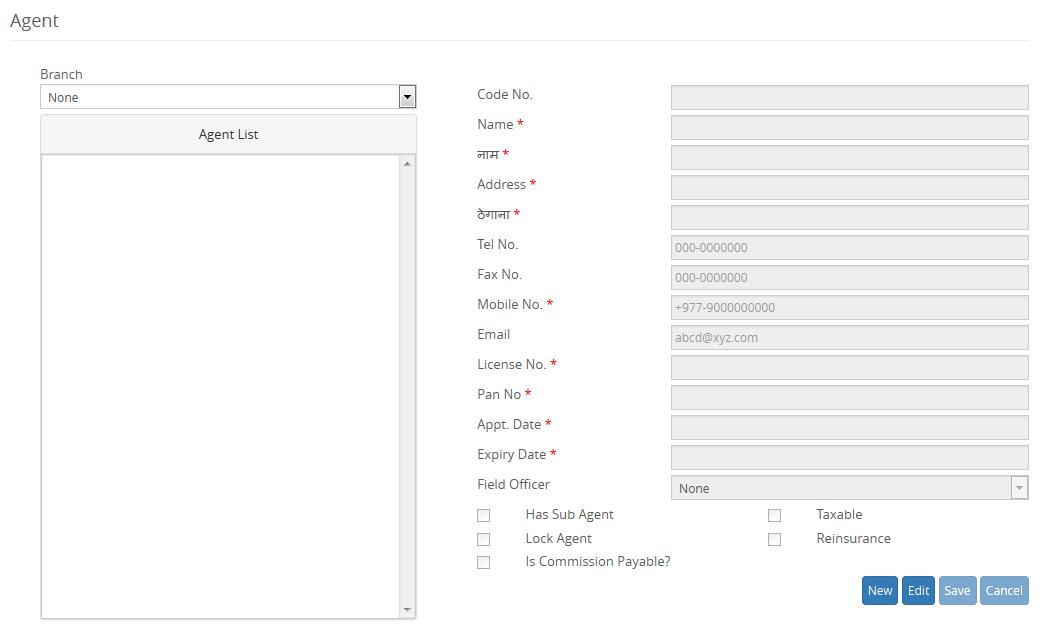 Agent
Branch
None
Agent List
Code No.
Name *
नाम *
Address *
ठेगाना *
Tel No. 000-0000000
Fax No. 000-0000000
Mobile No. * +977-9000000000
Email abcd@xyz.com
License No. *
Pan No *
Appt. Date *
Expiry Date *
Field Officer None
Has Sub Agent Taxable
Lock Agent Reinsurance
Is Commission Payable?
New Edit Save Cancel